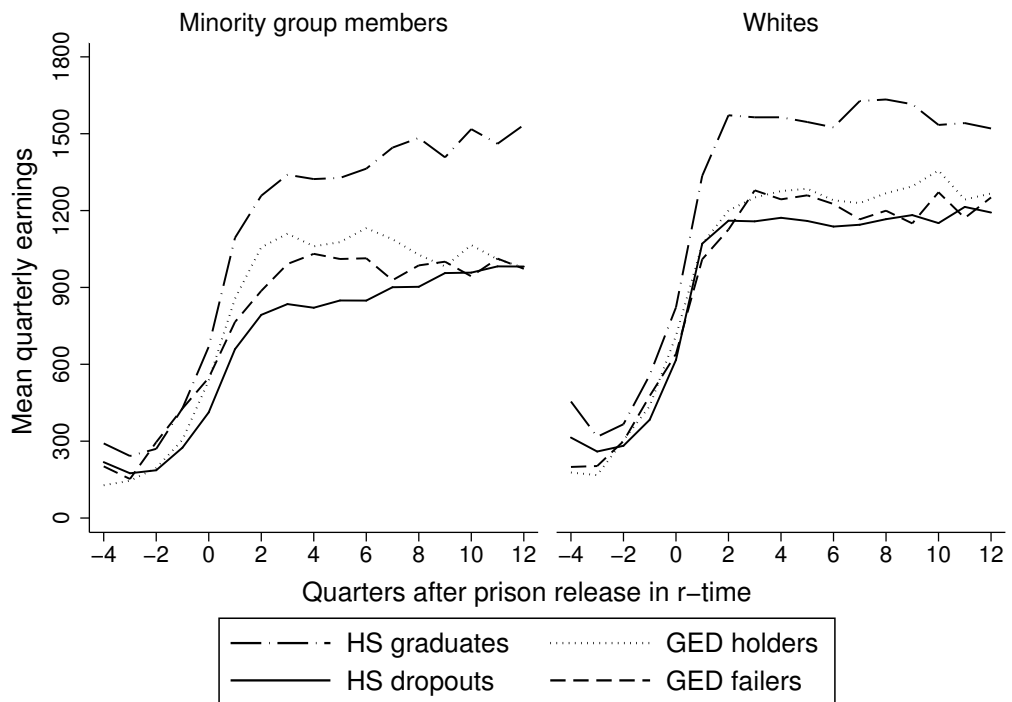 Minority group members
Whites
Mean quarterly earnings
1800
1500
1200
900
600
300
0
−4 −2 0 2 4 6 8 10 12
−4 −2 0 2 4 6 8 10 12
Quarters after prison release in r−time
HS graduates
GED holders
HS dropouts
GED failers